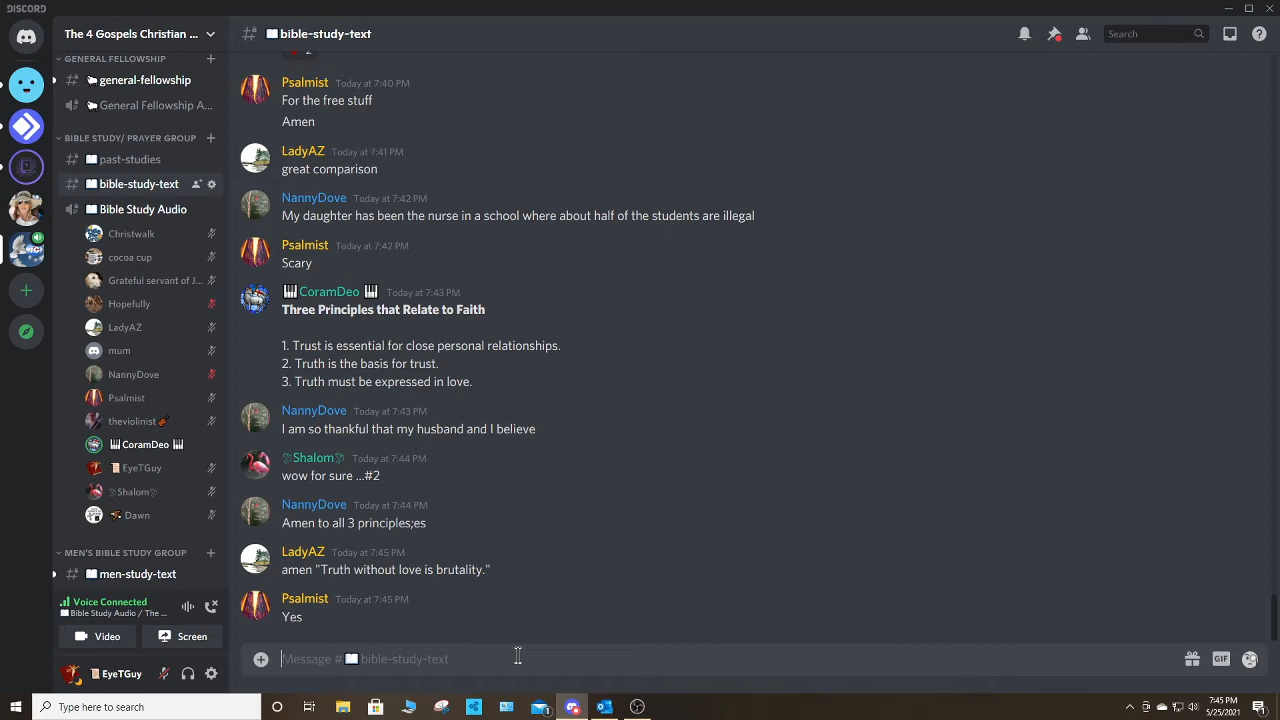 DISCORD
The 4 Gospels Christian ...
bible-study-text
Search
GENERAL FELLOWSHIP
general-fellowship
General Fellowship A...
BIBLE STUDY/ PRAYER GROUP
past-studies
bible-study-text
Bible Study Audio
Christwalk
cocoa cup
Grateful servant of J...
Hopefully
LadyAZ
mum
NannyDove
Psalmist
theviolinist
CoramDeo
EyeTGuy
Shalom
Dawn
MEN'S BIBLE STUDY GROUP
men-study-text
Voice Connected
Bible Study Audio / The ...
Video
Screen
EyeTGuy
Psalmist Today at 7:40 PM
For the free stuff
Amen
LadyAZ Today at 7:41 PM
great comparison
NannyDove Today at 7:42 PM
My daughter has been the nurse in a school where about half of the students are illegal
Psalmist Today at 7:42 PM
Scary
CoramDeo Today at 7:43 PM
Three Principles that Relate to Faith
1. Trust is essential for close personal relationships.
2. Truth is the basis for trust.
3. Truth must be expressed in love.
NannyDove Today at 7:43 PM
I am so thankful that my husband and I believe
Shalom Today at 7:44 PM
wow for sure ...#2
NannyDove Today at 7:44 PM
Amen to all 3 principles;es
LadyAZ Today at 7:45 PM
amen "Truth without love is brutality."
Psalmist Today at 7:45 PM
Yes
Message # bible-study-text
GIF
Type here to search
7:45 PM
5/25/2021